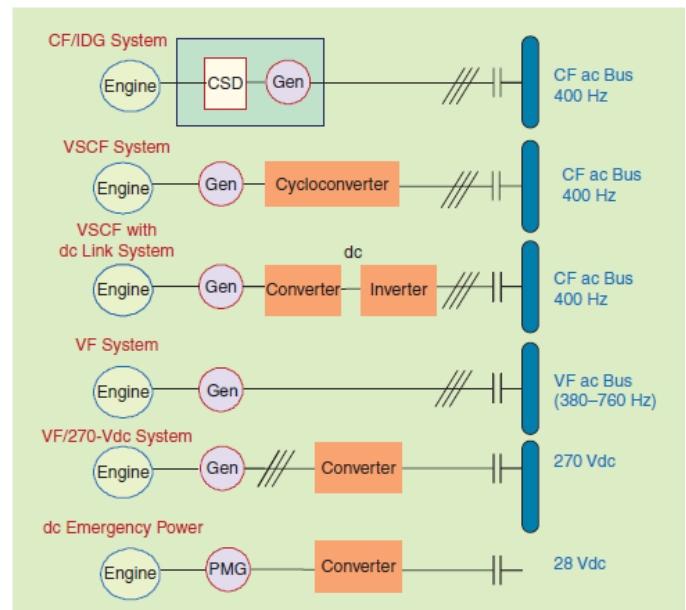 CF/IDG System
Engine
CSD
Gen
CF ac Bus
400 Hz
VSCF System
Engine
Gen
Cycloconverter
CF ac Bus
400 Hz
VSCF with
dc Link System
dc
Engine
Gen
Converter
Inverter
CF ac Bus
400 Hz
VF System
Engine
Gen
VF ac Bus
(380–760 Hz)
VF/270-Vdc System
Engine
Gen
Converter
270 Vdc
dc Emergency Power
Engine
PMG
Converter
28 Vdc